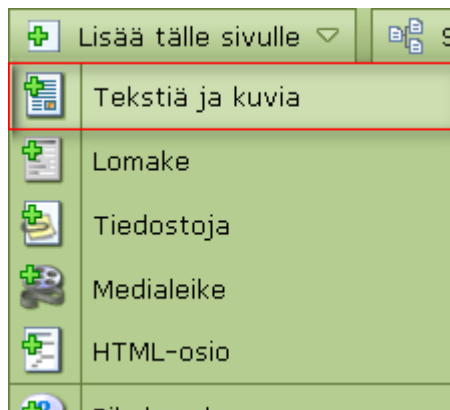 Lisää tälle sivulle
Tekstiä ja kuvia
Lomake
Tiedostoja
Medialeike
HTML-osio